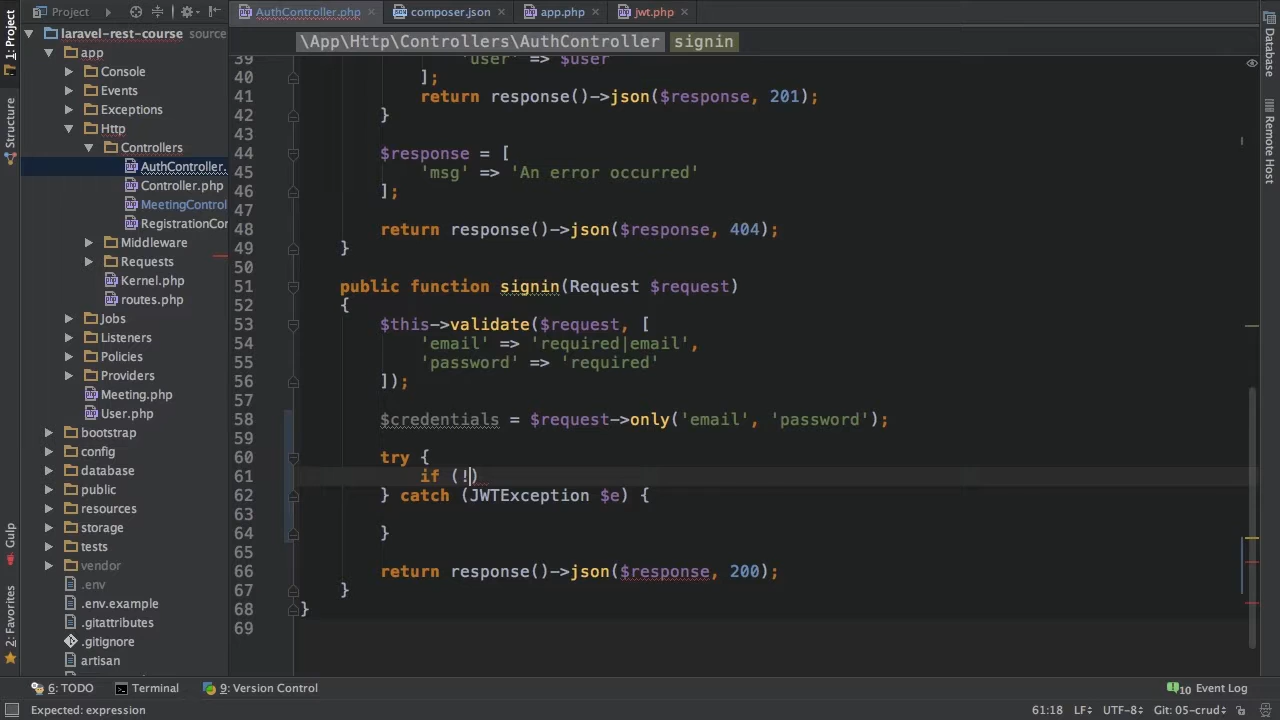 Project
AuthController.php
composer.json
app.php
jwt.php
1: Project
Structure
Gulp
2: Favorites
Database
Remote Host
\App\Http\Controllers\AuthController signin
laravel-rest-course source
app
Console
Events
Exceptions
Http
Controllers
AuthController.
Controller.php
MeetingControl
RegistrationCor
Middleware
Requests
Kernel.php
routes.php
Jobs
Listeners
Policies
Providers
Meeting.php
User.php
bootstrap
config
database
public
resources
storage
tests
vendor
.env
.env.example
.gitattributes
.gitignore
artisan
39 'user' => $user
40 ];
41 return response()->json($response, 201);
42 }
43
44 $response = [
45 'msg' => 'An error occurred'
46 ];
47
48 return response()->json($response, 404);
49 }
50
51 public function signin(Request $request)
52 {
53 $this->validate($request, [
54 'email' => 'required|email',
55 'password' => 'required'
56 ]);
57
58 $credentials = $request->only('email', 'password');
59
60 try {
61 if (!)
62 } catch (JWTException $e) {
63
64 }
65
66 return response()->json($response, 200);
67 }
68 }
69
6: TODO
Terminal
9: Version Control
10 Event Log
Expected: expression
61:18 LF UTF-8 Git: 05-crud